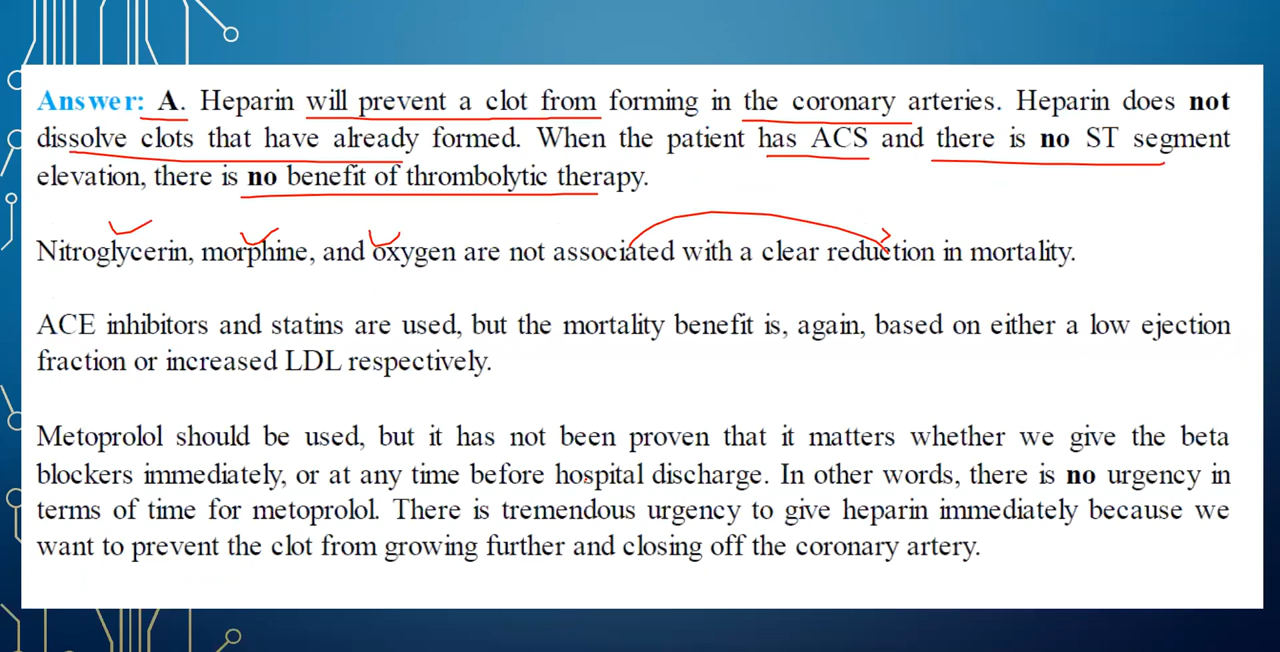 Answer: A. Heparin will prevent a clot from forming in the coronary arteries. Heparin does not
dissolve clots that have already formed. When the patient has ACS and there is no ST segment
elevation, there is no benefit of thrombolytic therapy.
Nitroglycerin, morphine, and oxygen are not associated with a clear reduction in mortality.
ACE inhibitors and statins are used, but the mortality benefit is, again, based on either a low ejection
fraction or increased LDL respectively.
Metoprolol should be used, but it has not been proven that it matters whether we give the beta
blockers immediately, or at any time before hospital discharge. In other words, there is no urgency in
terms of time for metoprolol. There is tremendous urgency to give heparin immediately because we
want to prevent the clot from growing further and closing off the coronary artery.